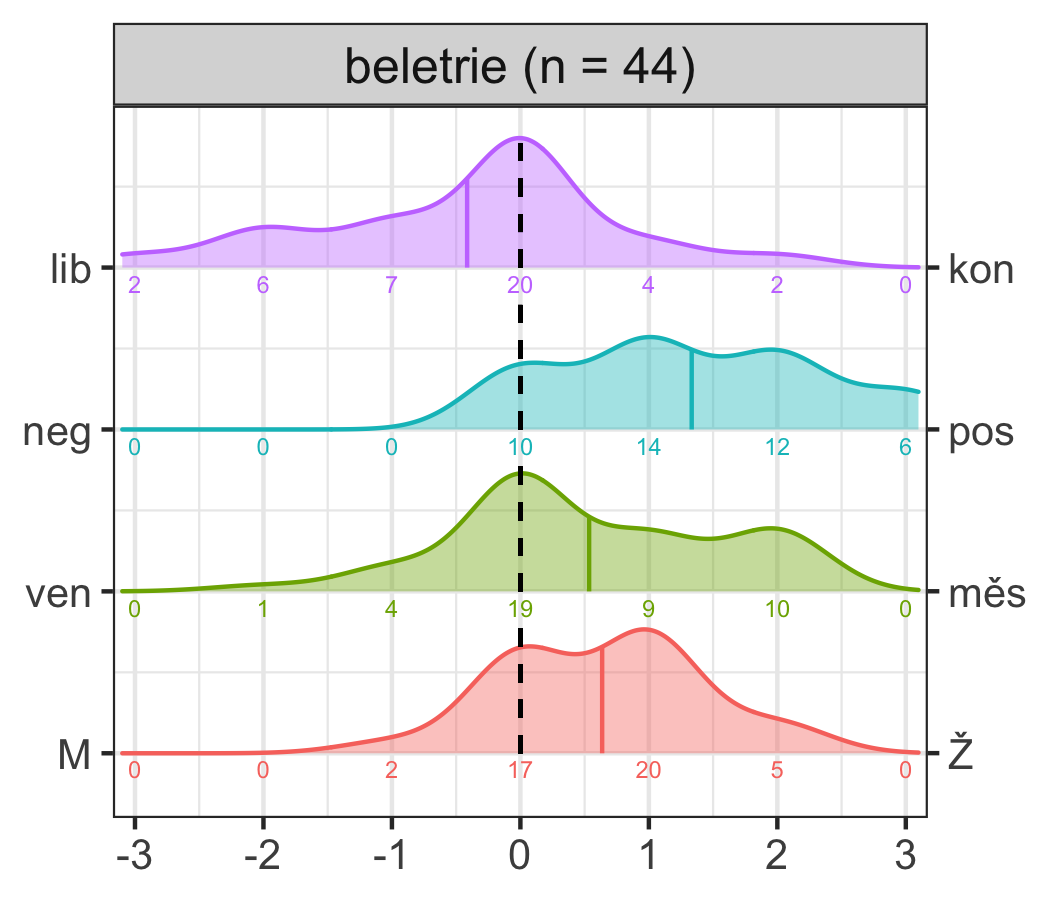 beletrie (n = 44)
lib kon
2 6 7 20 4 2 0
neg pos
0 0 0 10 14 12 6
ven měs
0 1 4 19 9 10 0
M Ž
0 0 2 17 20 5 0
-3 -2 -1 0 1 2 3